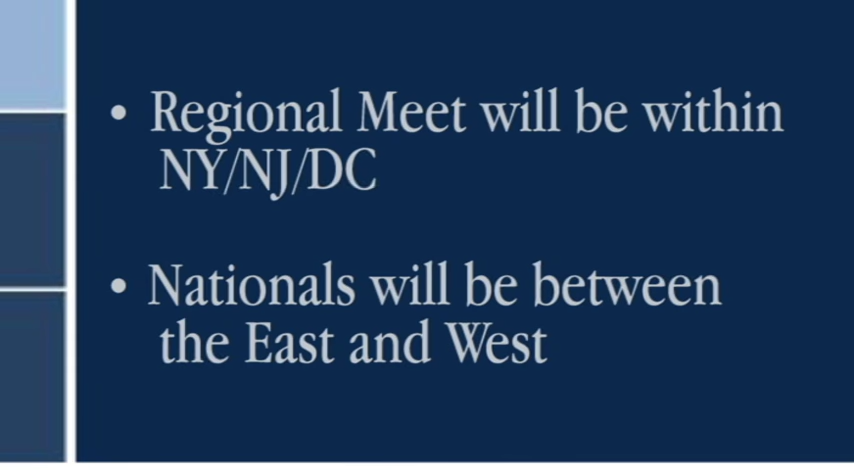 • Regional Meet will be within
NY/NJ/DC
• Nationals will be between
the East and West